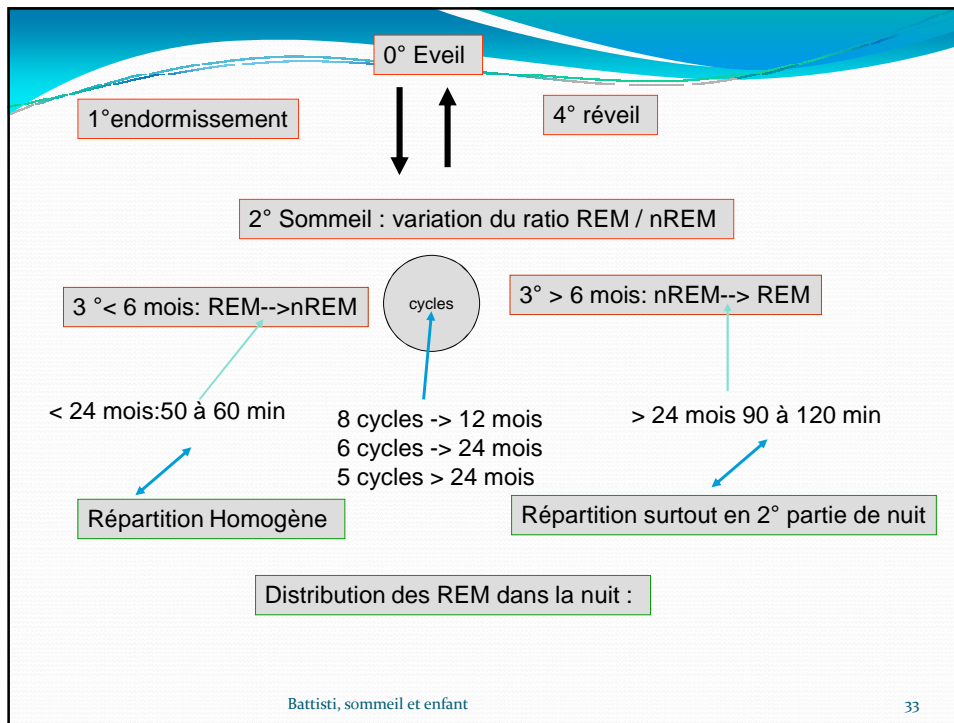 0° Eveil
1°endormissement
4° réveil
2° Sommeil : variation du ratio REM / nREM
3 °< 6 mois: REM-->nREM
cycles
3° > 6 mois: nREM--> REM
< 24 mois:50 à 60 min
8 cycles -> 12 mois
6 cycles -> 24 mois
5 cycles > 24 mois
> 24 mois 90 à 120 min
Répartition Homogène
Répartition surtout en 2° partie de nuit
Distribution des REM dans la nuit :
Battisti, sommeil et enfant
33